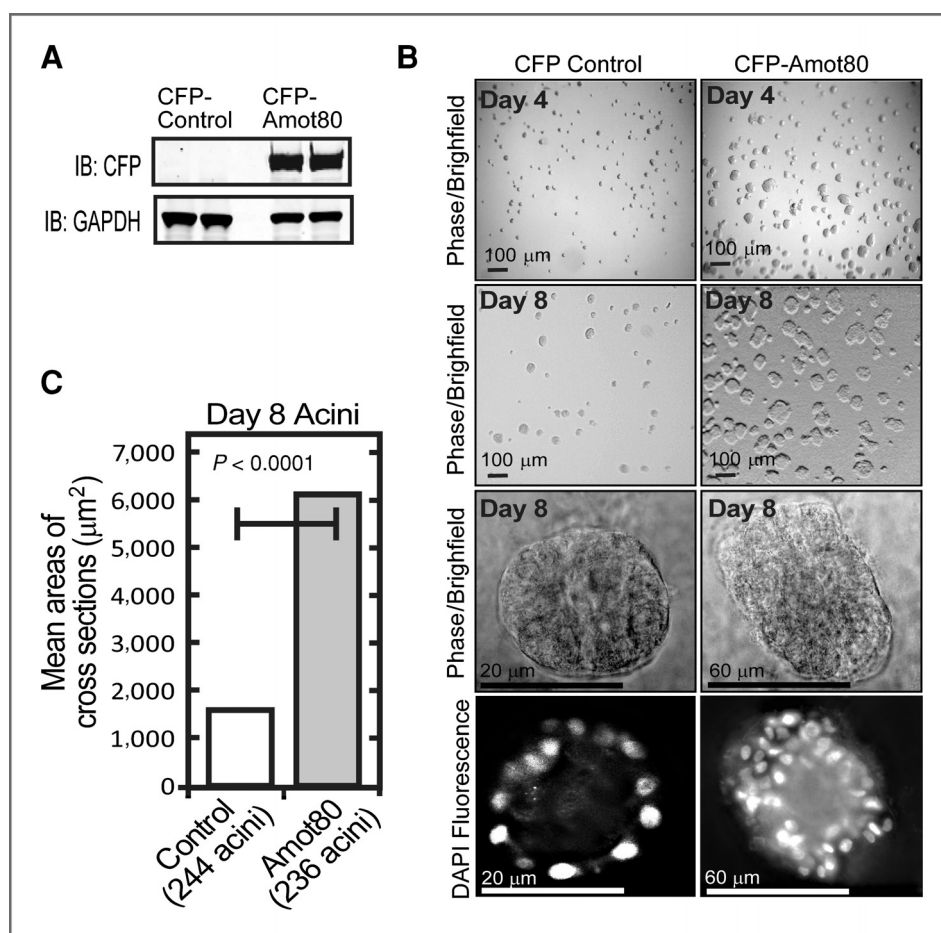 A
CFP-
Control
CFP-
Amot80
IB: CFP
IB: GAPDH
B
CFP Control
CFP-Amot80
Phase/Brightfield
Day 4
100 μm
Day 4
100 μm
Phase/Brightfield
Day 8
100 μm
Day 8
100 μm
Phase/Brightfield
Day 8
20 μm
Day 8
60 μm
DAPI Fluorescence
20 μm
60 μm
C
Day 8 Acini
P < 0.0001
Mean areas of
cross sections (μm²)
7,000
6,000
5,000
4,000
3,000
2,000
1,000
0
Control
(244 acini)
Amot80
(236 acini)